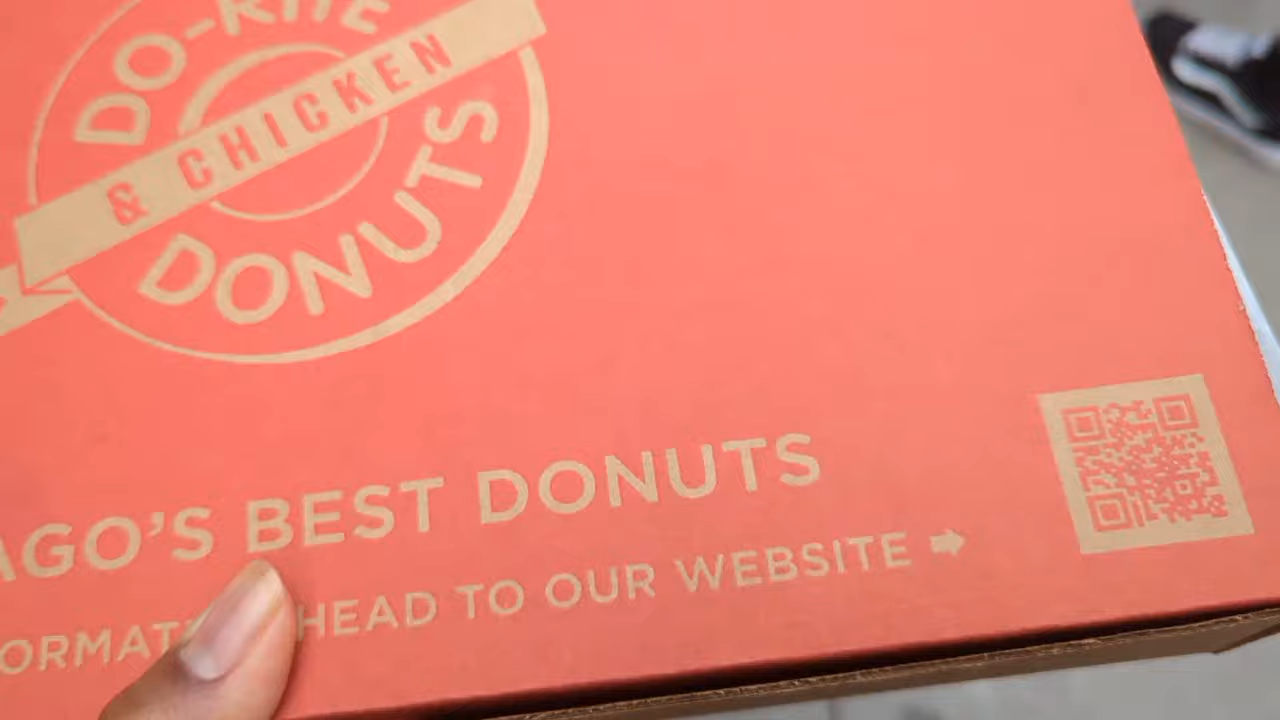 DO-RITE
& CHICKEN
DONUTS
AGO'S BEST DONUTS
ORMAT HEAD TO OUR WEBSITE